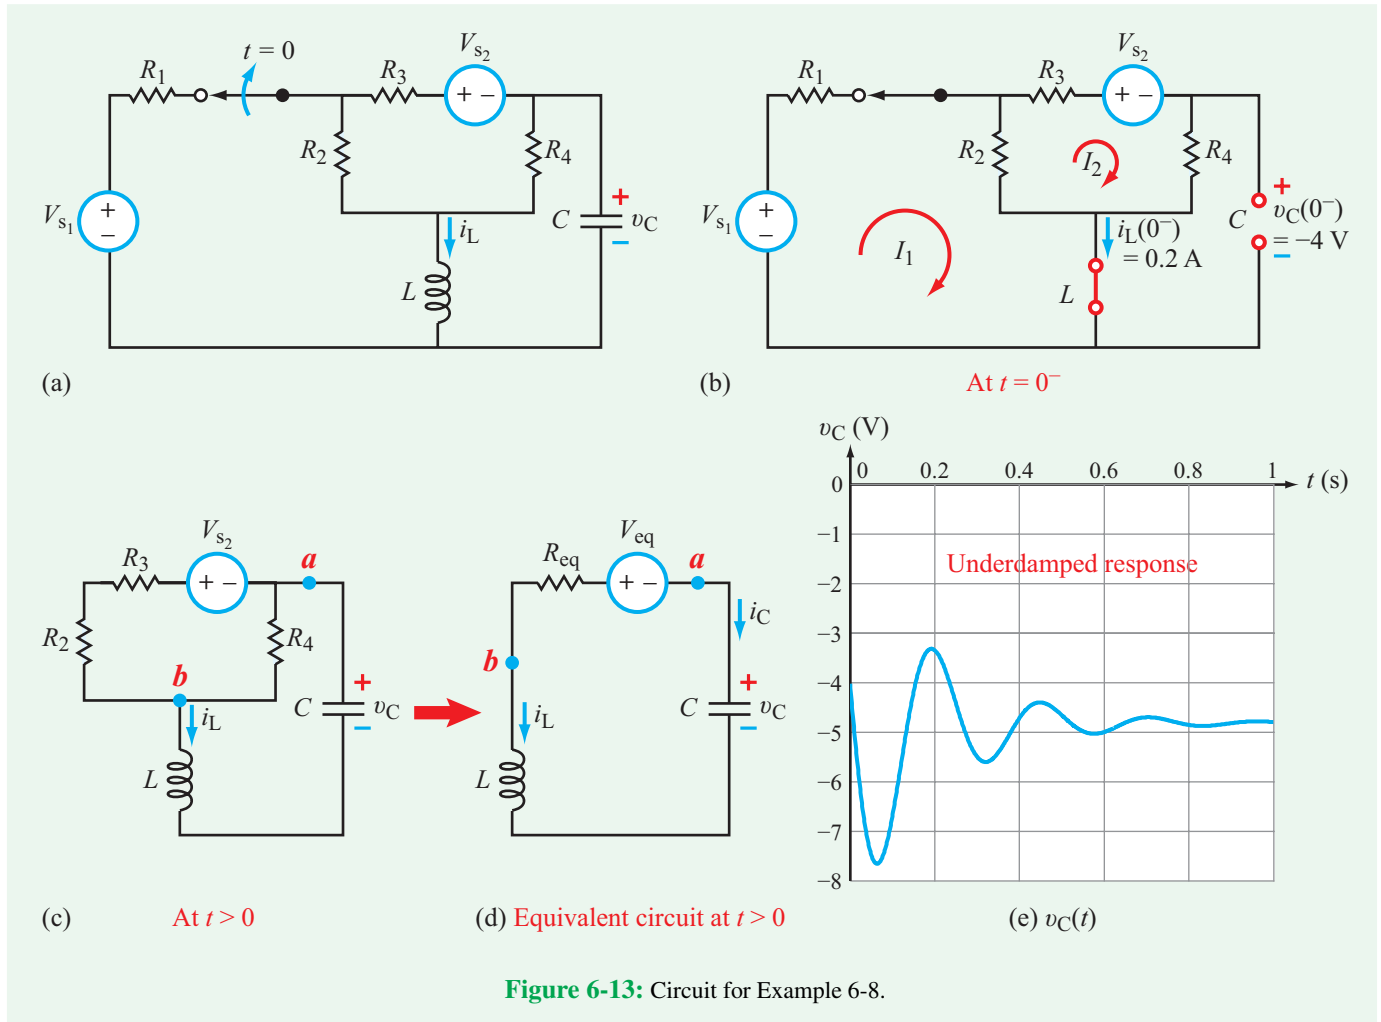 t = 0
R1
R3
Vs2
R2
R4
Vs1
+
−
+ −
iL
L
C
+
vC
−
(a)
R1
R3
Vs2
R2
R4
Vs1
+
−
+ −
I2
I1
iL(0−)
= 0.2 A
L
C
+
vC(0−)
= −4 V
−
(b)
At t = 0−
R3
Vs2
+ −
a
R2
R4
b
iL
L
C
+
vC
−
(c)
At t > 0
Req
Veq
+ −
a
iC
b
iL
L
C
+
vC
−
(d) Equivalent circuit at t > 0
vC (V)
0 0.2 0.4 0.6 0.8 1
t (s)
0
−1
−2
−3
−4
−5
−6
−7
−8
Underdamped response
(e) vC(t)
Figure 6-13: Circuit for Example 6-8.